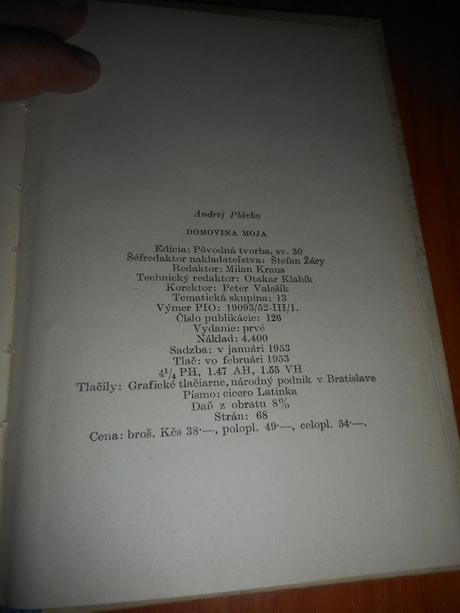 Andrej Plávka
DOMOVINA MOJA
Edícia: Pôvodná tvorba, sv. 30
Šéfredaktor nakladateľstva: Štefan Žáry
Redaktor: Milan Kraus
Technický redaktor: Otakar Klabík
Korektor: Peter Valašík
Tematická skupina: 13
Výmer PIO: 19093/52-III/1.
Číslo publikácie: 126
Vydanie: prvé
Náklad: 4.400
Sadzba: v januári 1953
Tlač: vo februári 1953
4¹/₄ PH, 1.47 AH, 1.55 VH
Tlačily: Grafické tlačiarne, národný podnik v Bratislave
Písmo: cicero Latinka
Daň z obratu 8%
Strán: 68
Cena: broš. Kčs 38·—, polopl. 49·—, celopl. 54·—.